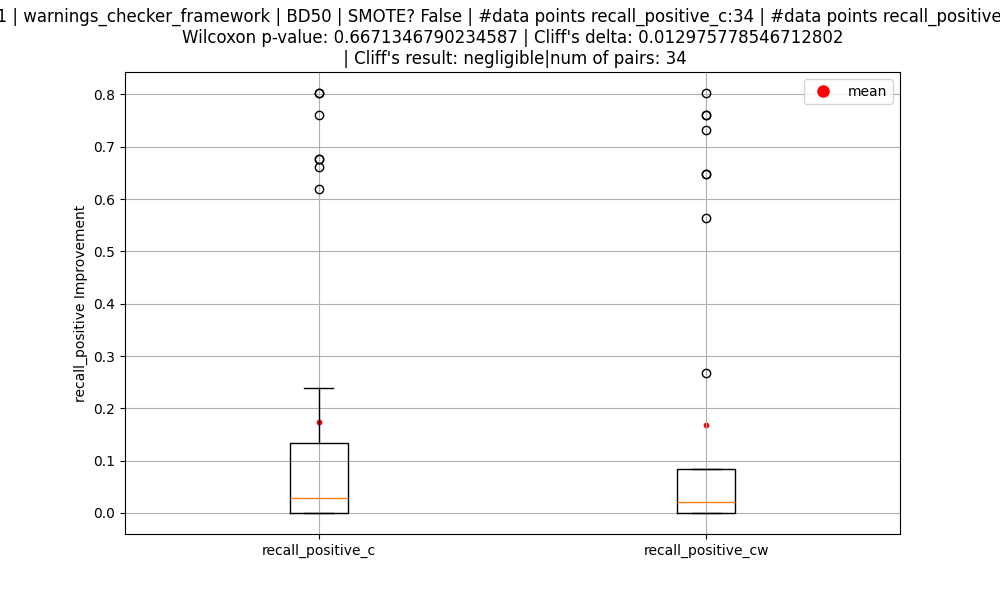 1 | warnings_checker_framework | BD50 | SMOTE? False | #data points recall_positive_c:34 | #data points recall_positive
Wilcoxon p-value: 0.6671346790234587 | Cliff's delta: 0.012975778546712802
| Cliff's result: negligible|num of pairs: 34
mean
0.8
0.7
0.6
0.5
0.4
0.3
0.2
0.1
0.0
recall_positive Improvement
recall_positive_c
recall_positive_cw